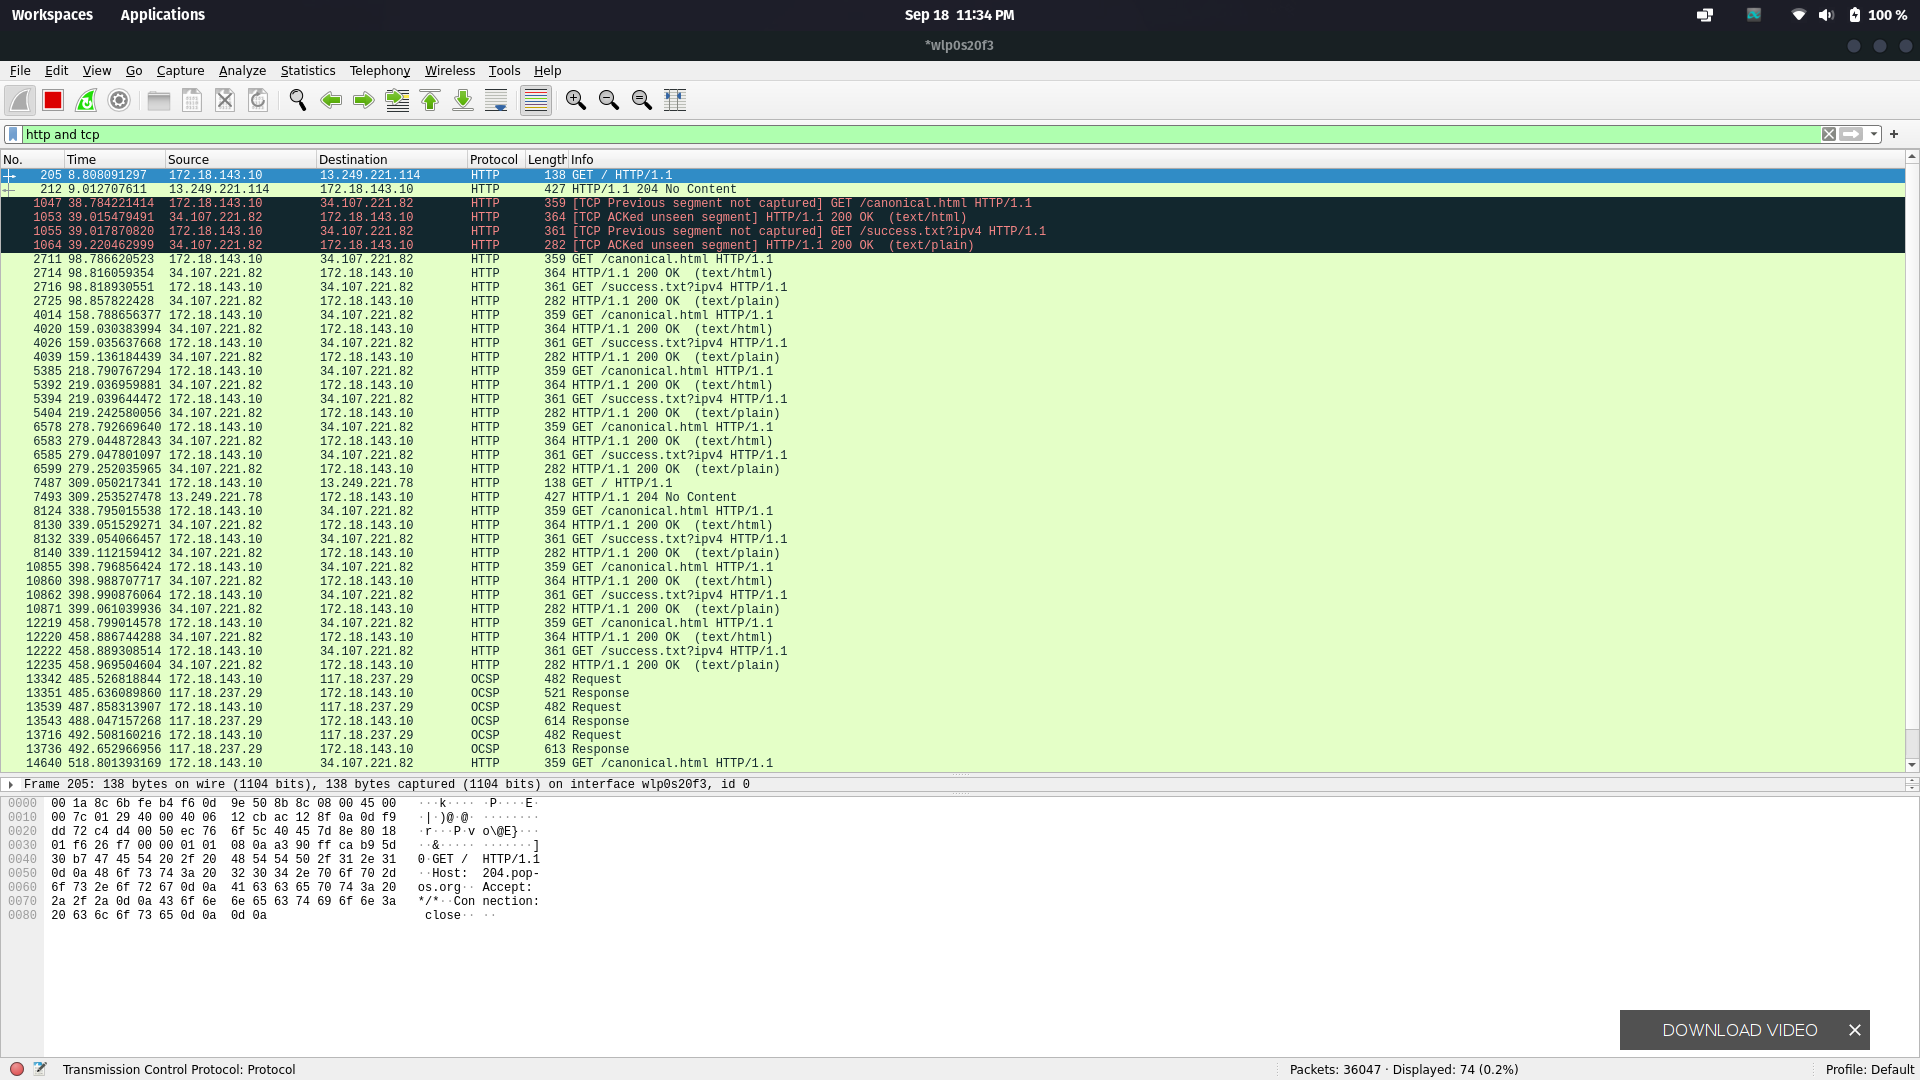 Workspaces Applications Sep 18 11:34 PM 100 %
*wlp0s20f3
File Edit View Go Capture Analyze Statistics Telephony Wireless Tools Help
http and tcp
No. Time Source Destination Protocol Length Info
205 8.808091297 172.18.143.10 13.249.221.114 HTTP 138 GET / HTTP/1.1
212 9.012707611 13.249.221.114 172.18.143.10 HTTP 427 HTTP/1.1 204 No Content
1047 38.784221414 172.18.143.10 34.107.221.82 HTTP 359 [TCP Previous segment not captured] GET /canonical.html HTTP/1.1
1053 39.015479491 34.107.221.82 172.18.143.10 HTTP 364 [TCP ACKed unseen segment] HTTP/1.1 200 OK (text/html)
1055 39.017870820 172.18.143.10 34.107.221.82 HTTP 361 [TCP Previous segment not captured] GET /success.txt?ipv4 HTTP/1.1
1064 39.220462999 34.107.221.82 172.18.143.10 HTTP 282 [TCP ACKed unseen segment] HTTP/1.1 200 OK (text/plain)
2711 98.786620523 172.18.143.10 34.107.221.82 HTTP 359 GET /canonical.html HTTP/1.1
2714 98.816059354 34.107.221.82 172.18.143.10 HTTP 364 HTTP/1.1 200 OK (text/html)
2716 98.818930551 172.18.143.10 34.107.221.82 HTTP 361 GET /success.txt?ipv4 HTTP/1.1
2725 98.857822428 34.107.221.82 172.18.143.10 HTTP 282 HTTP/1.1 200 OK (text/plain)
4014 158.788656377 172.18.143.10 34.107.221.82 HTTP 359 GET /canonical.html HTTP/1.1
4020 159.030383994 34.107.221.82 172.18.143.10 HTTP 364 HTTP/1.1 200 OK (text/html)
4026 159.035637668 172.18.143.10 34.107.221.82 HTTP 361 GET /success.txt?ipv4 HTTP/1.1
4039 159.136184439 34.107.221.82 172.18.143.10 HTTP 282 HTTP/1.1 200 OK (text/plain)
5385 218.790767294 172.18.143.10 34.107.221.82 HTTP 359 GET /canonical.html HTTP/1.1
5392 219.036959881 34.107.221.82 172.18.143.10 HTTP 364 HTTP/1.1 200 OK (text/html)
5394 219.039644472 172.18.143.10 34.107.221.82 HTTP 361 GET /success.txt?ipv4 HTTP/1.1
5404 219.242580056 34.107.221.82 172.18.143.10 HTTP 282 HTTP/1.1 200 OK (text/plain)
6578 278.792669640 172.18.143.10 34.107.221.82 HTTP 359 GET /canonical.html HTTP/1.1
6583 279.044872843 34.107.221.82 172.18.143.10 HTTP 364 HTTP/1.1 200 OK (text/html)
6585 279.047801097 172.18.143.10 34.107.221.82 HTTP 361 GET /success.txt?ipv4 HTTP/1.1
6599 279.252035965 34.107.221.82 172.18.143.10 HTTP 282 HTTP/1.1 200 OK (text/plain)
7487 309.050217341 172.18.143.10 13.249.221.78 HTTP 138 GET / HTTP/1.1
7493 309.253527478 13.249.221.78 172.18.143.10 HTTP 427 HTTP/1.1 204 No Content
8124 338.795015538 172.18.143.10 34.107.221.82 HTTP 359 GET /canonical.html HTTP/1.1
8130 339.051529271 34.107.221.82 172.18.143.10 HTTP 364 HTTP/1.1 200 OK (text/html)
8132 339.054066457 172.18.143.10 34.107.221.82 HTTP 361 GET /success.txt?ipv4 HTTP/1.1
8140 339.112159412 34.107.221.82 172.18.143.10 HTTP 282 HTTP/1.1 200 OK (text/plain)
10855 398.796856424 172.18.143.10 34.107.221.82 HTTP 359 GET /canonical.html HTTP/1.1
10860 398.988707717 34.107.221.82 172.18.143.10 HTTP 364 HTTP/1.1 200 OK (text/html)
10862 398.990876064 172.18.143.10 34.107.221.82 HTTP 361 GET /success.txt?ipv4 HTTP/1.1
10871 399.061039936 34.107.221.82 172.18.143.10 HTTP 282 HTTP/1.1 200 OK (text/plain)
12219 458.799014578 172.18.143.10 34.107.221.82 HTTP 359 GET /canonical.html HTTP/1.1
12220 458.886744288 34.107.221.82 172.18.143.10 HTTP 364 HTTP/1.1 200 OK (text/html)
12222 458.889308514 172.18.143.10 34.107.221.82 HTTP 361 GET /success.txt?ipv4 HTTP/1.1
12235 458.969504604 34.107.221.82 172.18.143.10 HTTP 282 HTTP/1.1 200 OK (text/plain)
13342 485.526818844 172.18.143.10 117.18.237.29 OCSP 482 Request
13351 485.636089860 117.18.237.29 172.18.143.10 OCSP 521 Response
13539 487.858313907 172.18.143.10 117.18.237.29 OCSP 482 Request
13543 488.047157268 117.18.237.29 172.18.143.10 OCSP 614 Response
13716 492.508160216 172.18.143.10 117.18.237.29 OCSP 482 Request
13736 492.652966956 117.18.237.29 172.18.143.10 OCSP 613 Response
14640 518.801393169 172.18.143.10 34.107.221.82 HTTP 359 GET /canonical.html HTTP/1.1
Frame 205: 138 bytes on wire (1104 bits), 138 bytes captured (1104 bits) on interface wlp0s20f3, id 0
0000 00 1a 8c 6b fe b4 f6 0d 9e 50 8b 8c 08 00 45 00 ···k···· ·P····E·
0010 00 7c 01 29 40 00 40 06 12 cb ac 12 8f 0a 0d f9 ·|·)@·@· ········
0020 dd 72 c4 d4 00 50 ec 76 6f 5c 40 45 7d 8e 80 18 ·r···P·v o\@E}···
0030 01 f6 26 f7 00 00 01 01 08 0a a3 90 ff ca b9 5d ··&····· ·······]
0040 30 b7 47 45 54 20 2f 20 48 54 54 50 2f 31 2e 31 0·GET / HTTP/1.1
0050 0d 0a 48 6f 73 74 3a 20 32 30 34 2e 70 6f 70 2d ··Host: 204.pop-
0060 6f 73 2e 6f 72 67 0d 0a 41 63 63 65 70 74 3a 20 os.org·· Accept:
0070 2a 2f 2a 0d 0a 43 6f 6e 6e 65 63 74 69 6f 6e 3a */*··Con nection:
0080 20 63 6c 6f 73 65 0d 0a 0d 0a close·· ··
DOWNLOAD VIDEO
Transmission Control Protocol: Protocol Packets: 36047 · Displayed: 74 (0.2%) Profile: Default